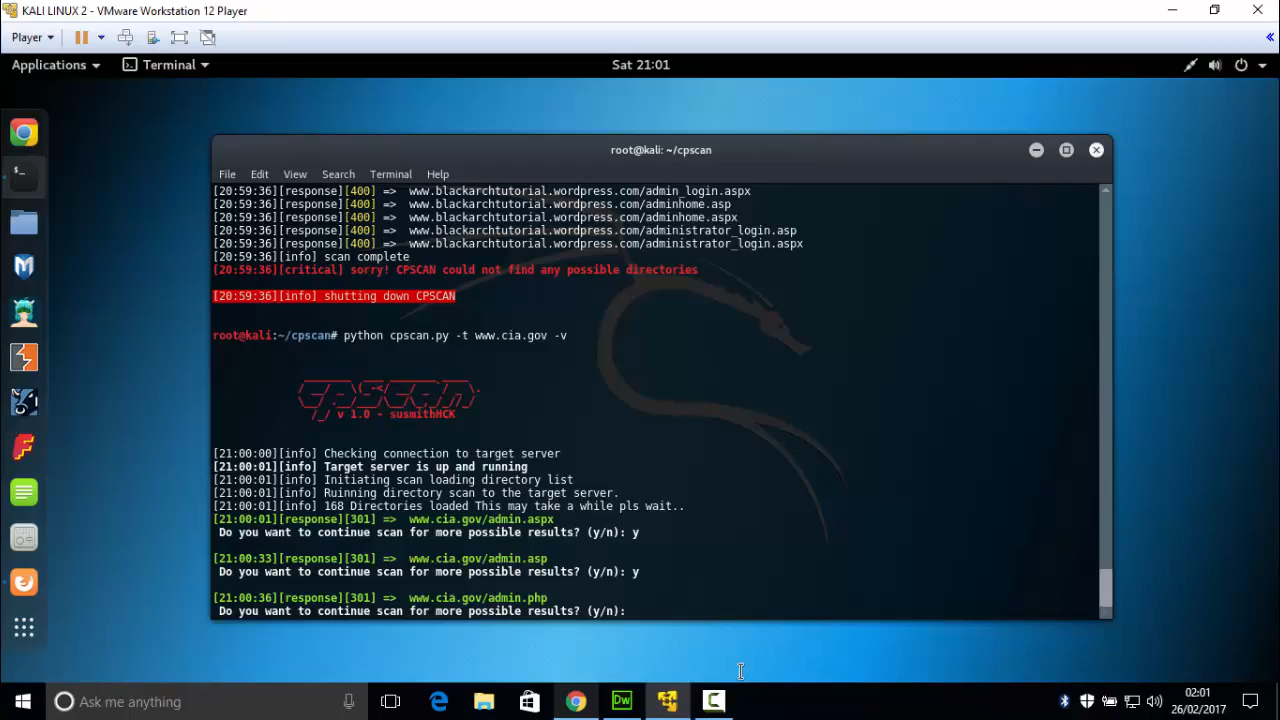 KALI LINUX 2 - VMware Workstation 12 Player
Player
Applications Terminal Sat 21:01
root@kali: ~/cpscan
File Edit View Search Terminal Help
[20:59:36][response][400] => www.blackarchtutorial.wordpress.com/admin_login.aspx
[20:59:36][response][400] => www.blackarchtutorial.wordpress.com/adminhome.asp
[20:59:36][response][400] => www.blackarchtutorial.wordpress.com/adminhome.aspx
[20:59:36][response][400] => www.blackarchtutorial.wordpress.com/administrator_login.asp
[20:59:36][response][400] => www.blackarchtutorial.wordpress.com/administrator_login.aspx
[20:59:36][info] scan complete
[20:59:36][critical] sorry! CPSCAN could not find any possible directories
[20:59:36][info] shutting down CPSCAN
root@kali:~/cpscan# python cpscan.py -t www.cia.gov -v
cpscan
v 1.0 - susmithHCK
[21:00:00][info] Checking connection to target server
[21:00:01][info] Target server is up and running
[21:00:01][info] Initiating scan loading directory list
[21:00:01][info] Ruinning directory scan to the target server.
[21:00:01][info] 168 Directories loaded This may take a while pls wait..
[21:00:01][response][301] => www.cia.gov/admin.aspx
Do you want to continue scan for more possible results? (y/n): y
[21:00:33][response][301] => www.cia.gov/admin.asp
Do you want to continue scan for more possible results? (y/n): y
[21:00:36][response][301] => www.cia.gov/admin.php
Do you want to continue scan for more possible results? (y/n):
Ask me anything
Dw
02:01
26/02/2017